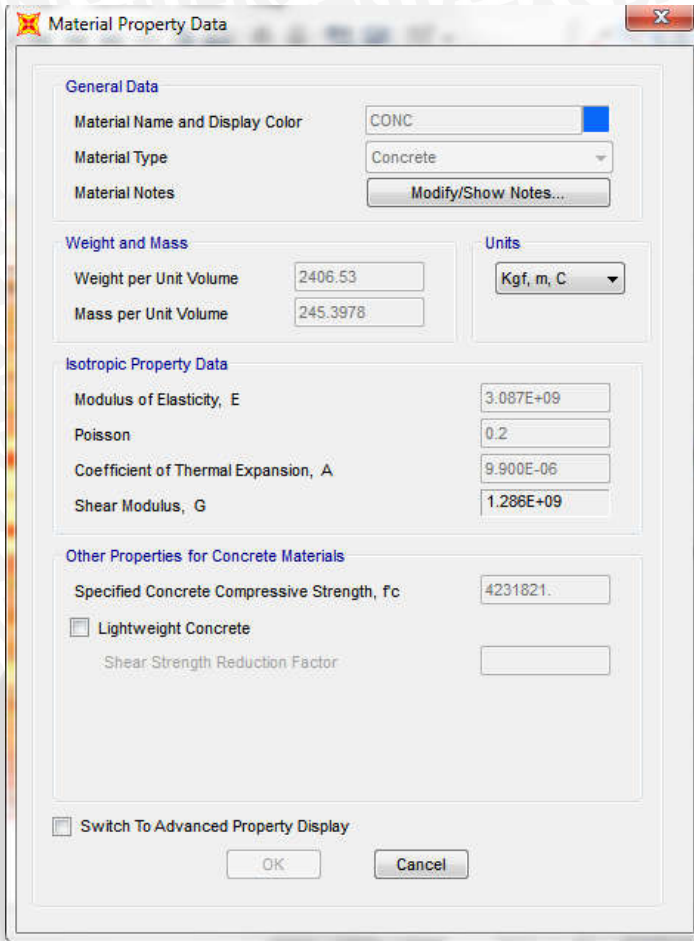 Material Property Data
General Data
Material Name and Display Color CONC
Material Type Concrete
Material Notes Modify/Show Notes...
Weight and Mass Units
Weight per Unit Volume 2406.53 Kgf, m, C
Mass per Unit Volume 245.3978
Isotropic Property Data
Modulus of Elasticity, E 3.087E+09
Poisson 0.2
Coefficient of Thermal Expansion, A 9.900E-06
Shear Modulus, G 1.286E+09
Other Properties for Concrete Materials
Specified Concrete Compressive Strength, f'c 4231821.
Lightweight Concrete
Shear Strength Reduction Factor
Switch To Advanced Property Display
OK Cancel